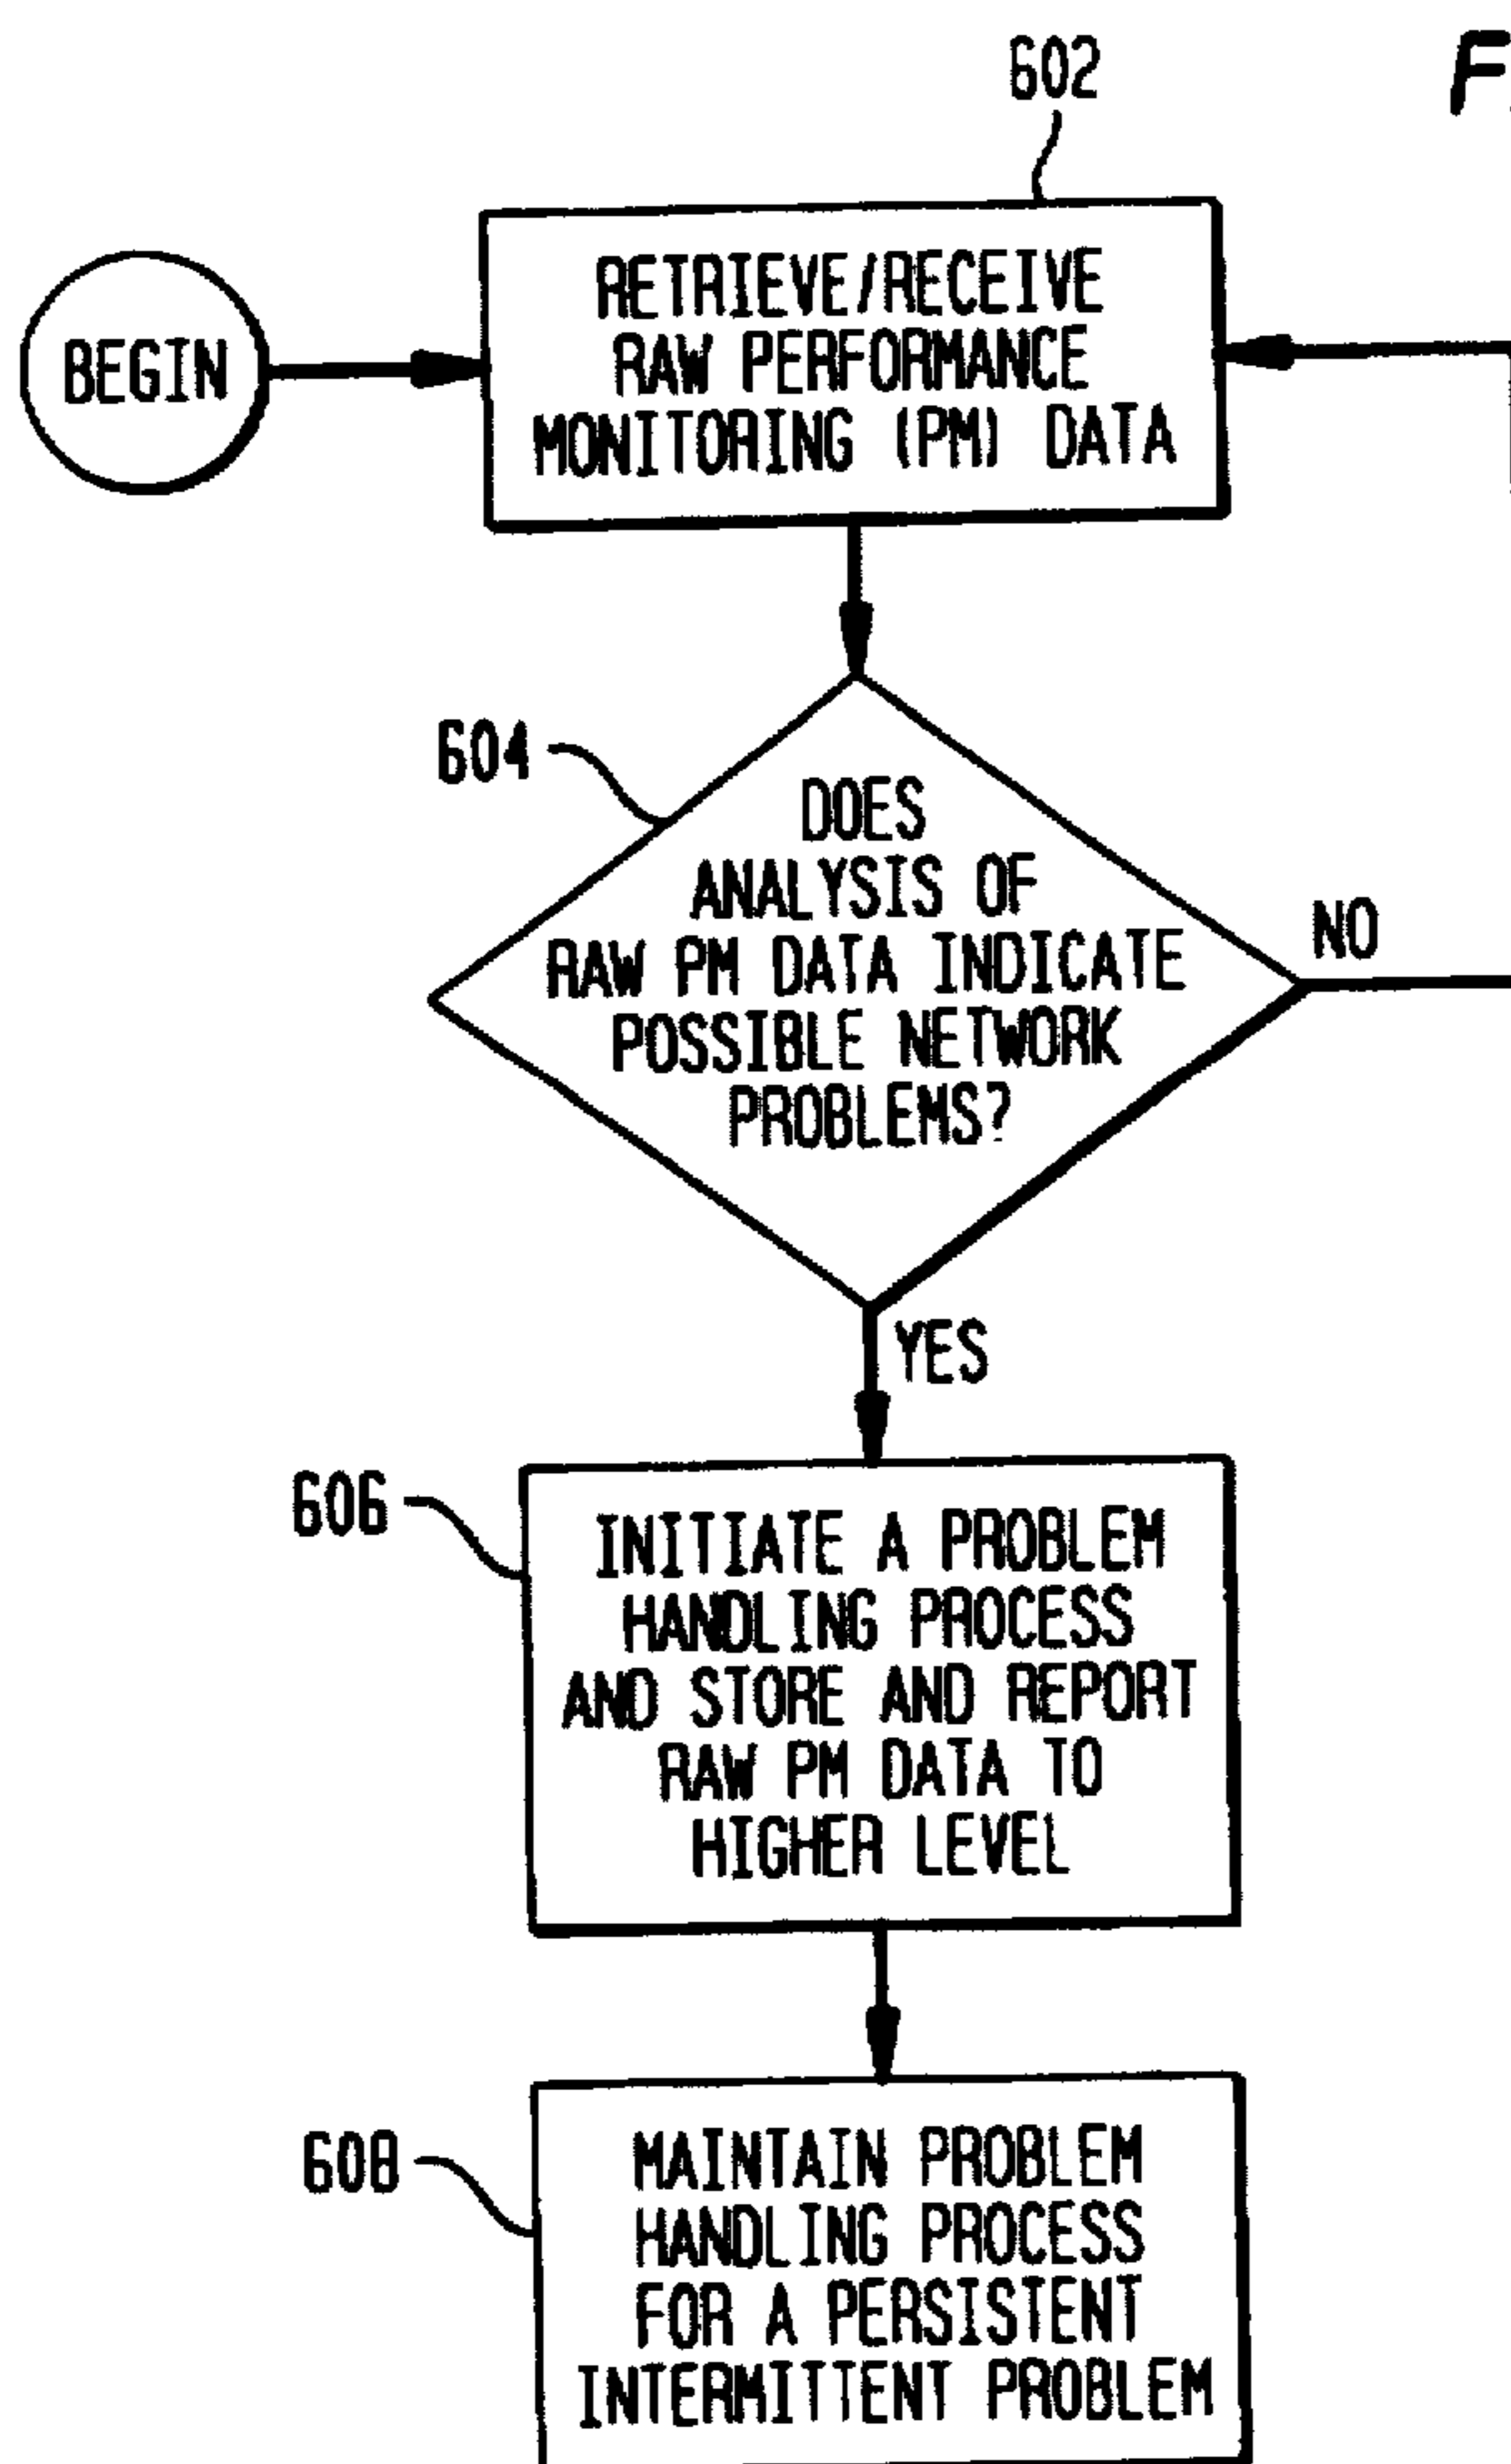 602
BEGIN
RETRIEVE/RECEIVE
RAW PERFORMANCE
MONITORING (PM) DATA
604
DOES
ANALYSIS OF
RAW PM DATA INDICATE
POSSIBLE NETWORK
PROBLEMS?
NO
YES
606
INITIATE A PROBLEM
HANDLING PROCESS
AND STORE AND REPORT
RAW PM DATA TO
HIGHER LEVEL
608
MAINTAIN PROBLEM
HANDLING PROCESS
FOR A PERSISTENT
INTERMITTENT PROBLEM